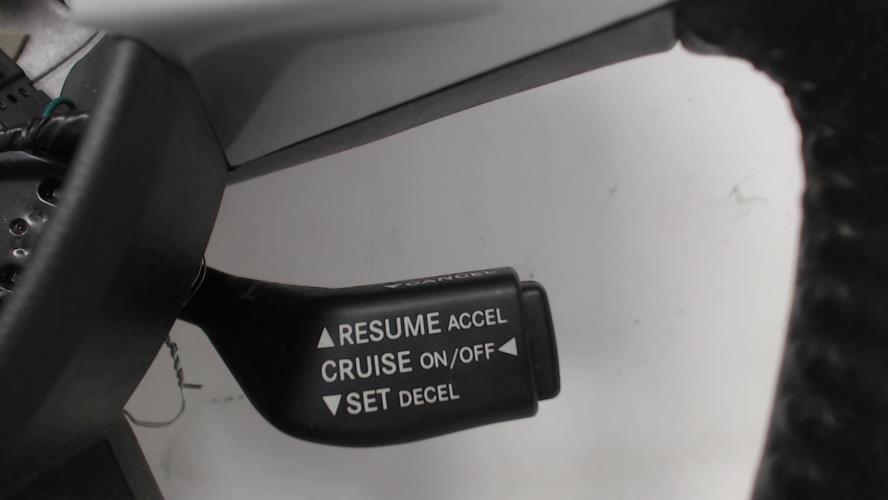 ▼CANCEL
▲RESUME ACCEL
CRUISE ON/OFF◄
▼SET DECEL